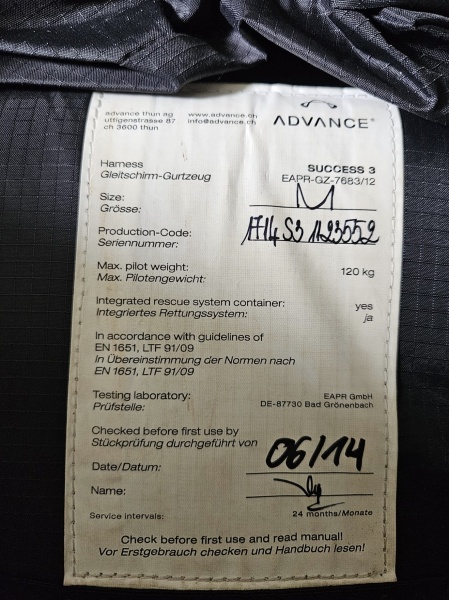 advance thun ag www.advance.ch
uttigenstrasse 87 info@advance.ch
ch 3600 thun
ADVANCE
Harness SUCCESS 3
Gleitschirm-Gurtzeug EAPR-GZ-7683/12
Size: M
Grösse:
Production-Code: 1714 S3 1123552
Seriennummer:
Max. pilot weight: 120 kg
Max. Pilotengewicht:
Integrated rescue system container: yes
Integriertes Rettungssystem: ja
In accordance with guidelines of
EN 1651, LTF 91/09
In Übereinstimmung der Normen nach
EN 1651, LTF 91/09
Testing laboratory: EAPR GmbH
Prüfstelle: DE-87730 Bad Grönenbach
Checked before first use by
Stückprüfung durchgeführt von
Date/Datum: 06/14
Name:
Service intervals: 24 months/Monate
Check before first use and read manual!
Vor Erstgebrauch checken und Handbuch lesen!